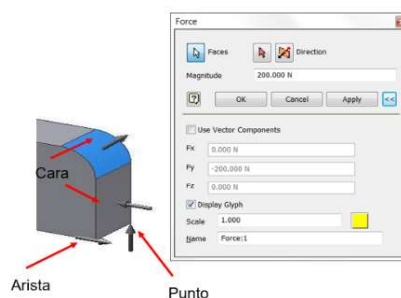 Force
Faces
Direction
Magnitude
200.000 N
OK
Cancel
Apply
<<
Use Vector Components
Fx
0.000 N
Fy
-200.000 N
Fz
0.000 N
Display Glyph
Scale
1.000
Name
Force:1
Cara
Arista
Punto